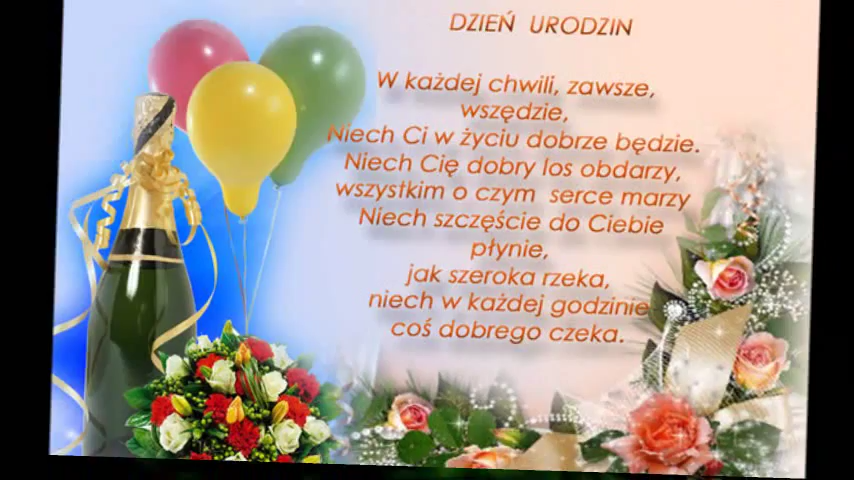 DZIEŃ URODZIN
W każdej chwili, zawsze,
wszędzie,
Niech Ci w życiu dobrze będzie.
Niech Cię dobry los obdarzy,
wszystkim o czym serce marzy
Niech szczęście do Ciebie
płynie,
jak szeroka rzeka,
niech w każdej godzinie
coś dobrego czeka.